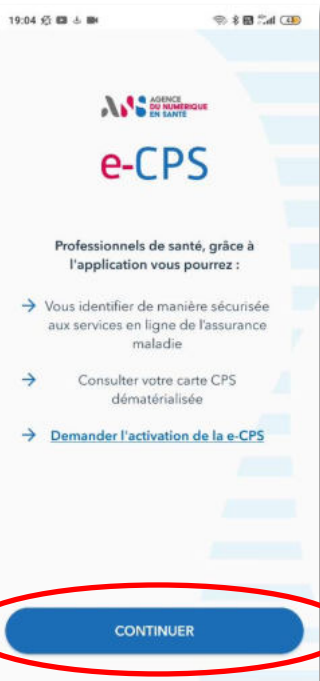 19:04
43
ANS AGENCE
DU NUMÉRIQUE
EN SANTÉ
e-CPS
Professionnels de santé, grâce à
l'application vous pourrez :
→ Vous identifier de manière sécurisée
aux services en ligne de l'assurance
maladie
→ Consulter votre carte CPS
dématérialisée
→ Demander l'activation de la e-CPS
CONTINUER